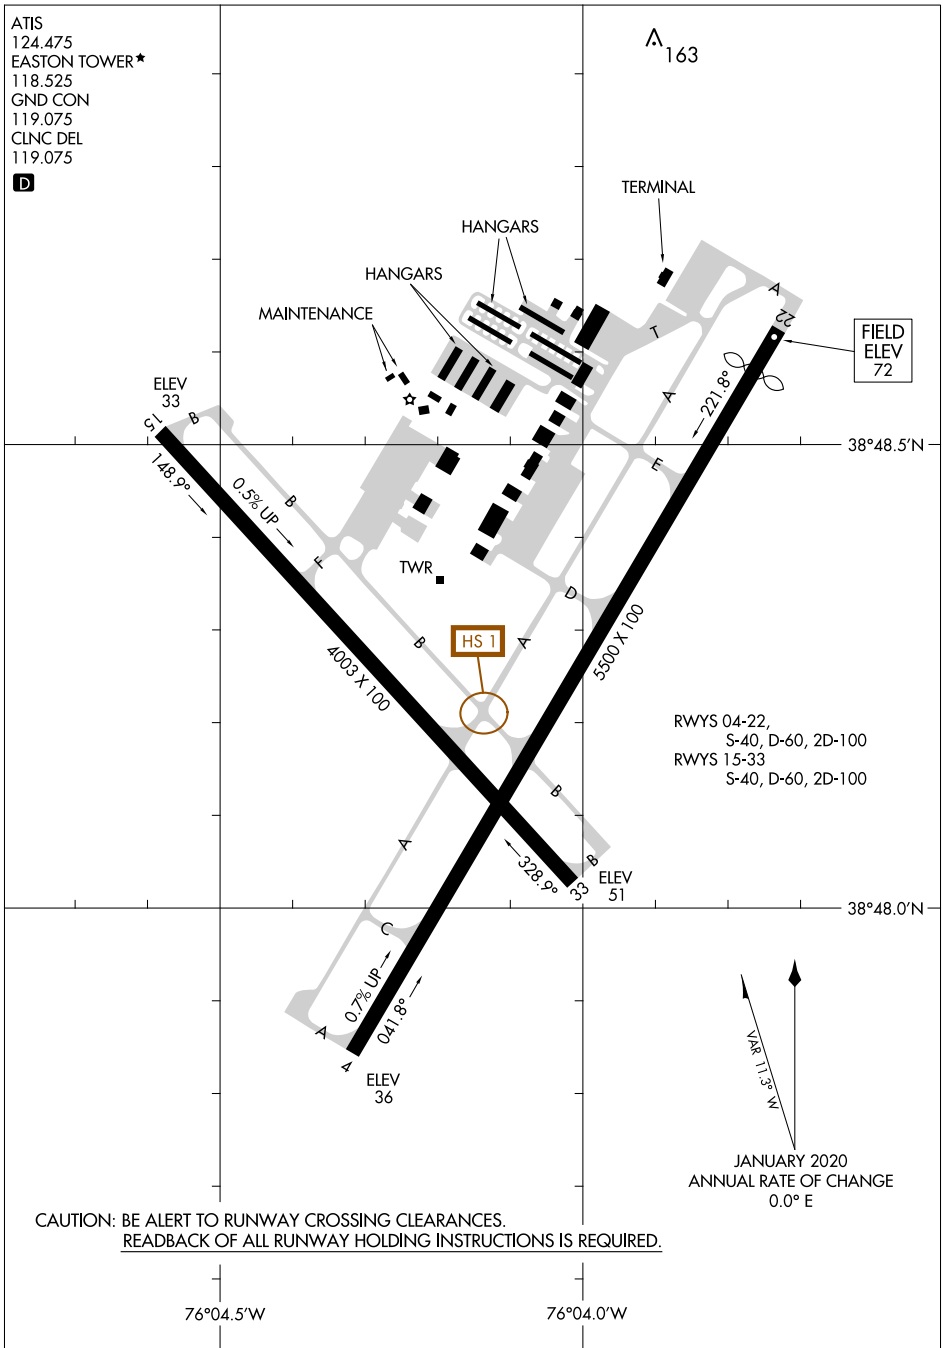 ATIS
124.475
EASTON TOWER★
118.525
GND CON
119.075
CLNC DEL
119.075
D
163
TERMINAL
HANGARS
HANGARS
MAINTENANCE
A
22
FIELD
ELEV
72
T
221.8°
A
ELEV
33
15
B
38°48.5'N
148.9°
0.5% UP
B
E
F
TWR
D
HS 1
B
A
5500 X 100
4003 X 100
RWYS 04-22,
S-40, D-60, 2D-100
RWYS 15-33
S-40, D-60, 2D-100
B
A
328.9°
B
33
ELEV
51
38°48.0'N
C
0.7% UP
041.8°
A
4
ELEV
36
VAR 11.3° W
JANUARY 2020
ANNUAL RATE OF CHANGE
0.0° E
CAUTION: BE ALERT TO RUNWAY CROSSING CLEARANCES.
READBACK OF ALL RUNWAY HOLDING INSTRUCTIONS IS REQUIRED.
76°04.5'W
76°04.0'W